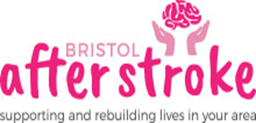 BRISTOL
after stroke
supporting and rebuilding lives in your area